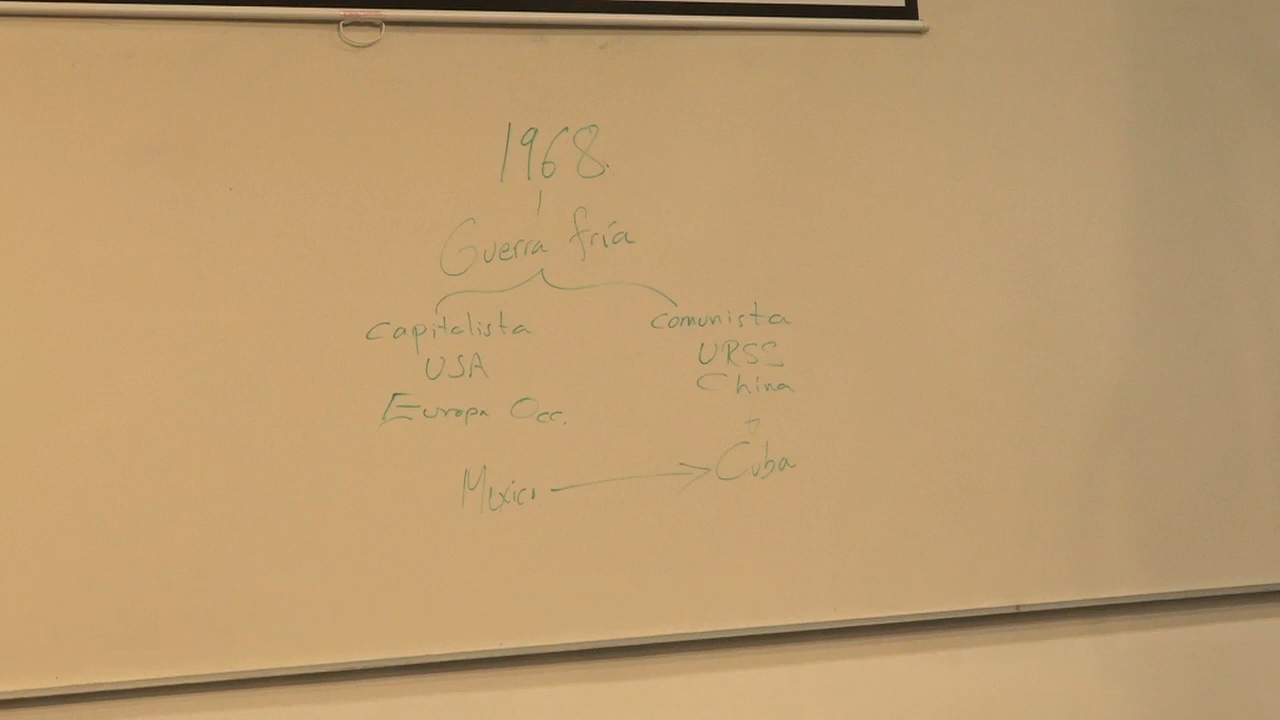 1968
Guerra fría
Capitalista
USA
Europa Occ.
Comunista
URSS
China
México
Cuba